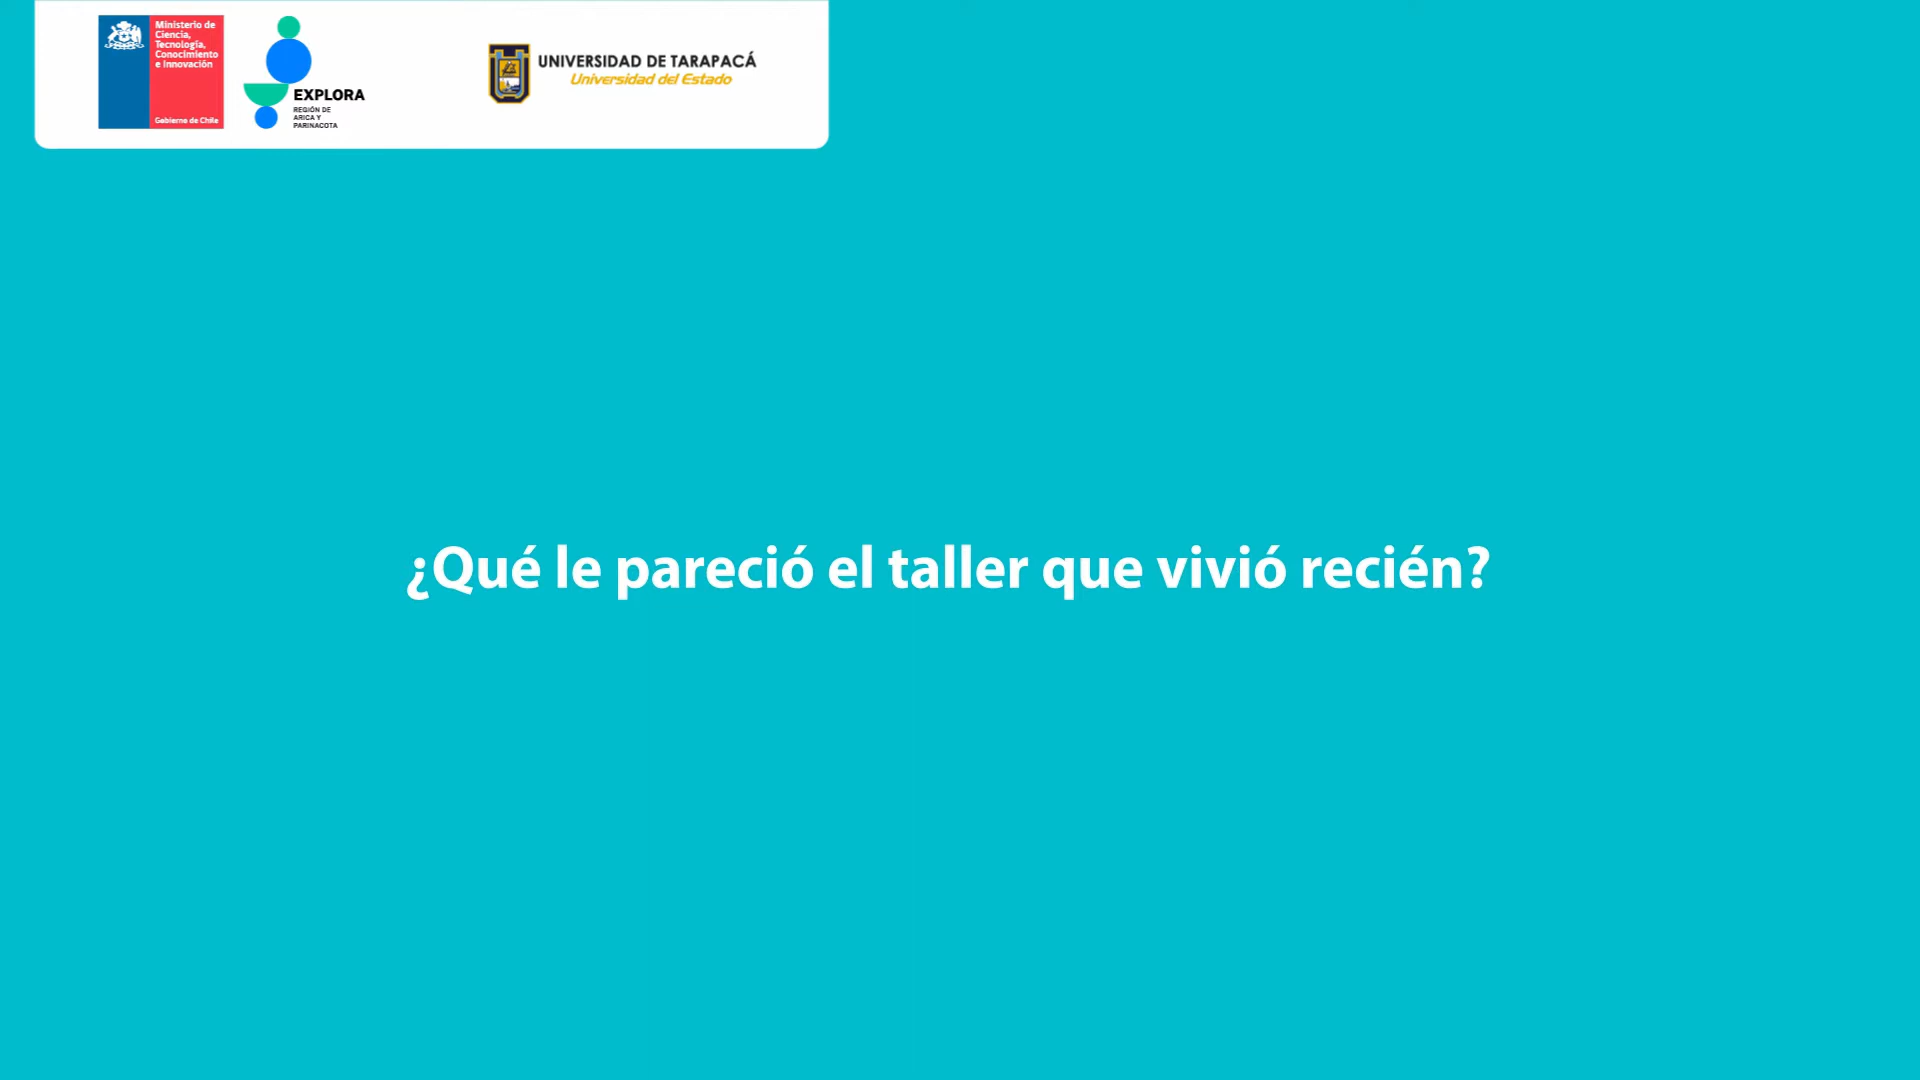 Ministerio de
Ciencia,
Tecnología,
Conocimiento
e Innovación
Gobierno de Chile
EXPLORA
REGIÓN DE
ARICA Y
PARINACOTA
UNIVERSIDAD DE TARAPACÁ
Universidad del Estado
¿Qué le pareció el taller que vivió recién?